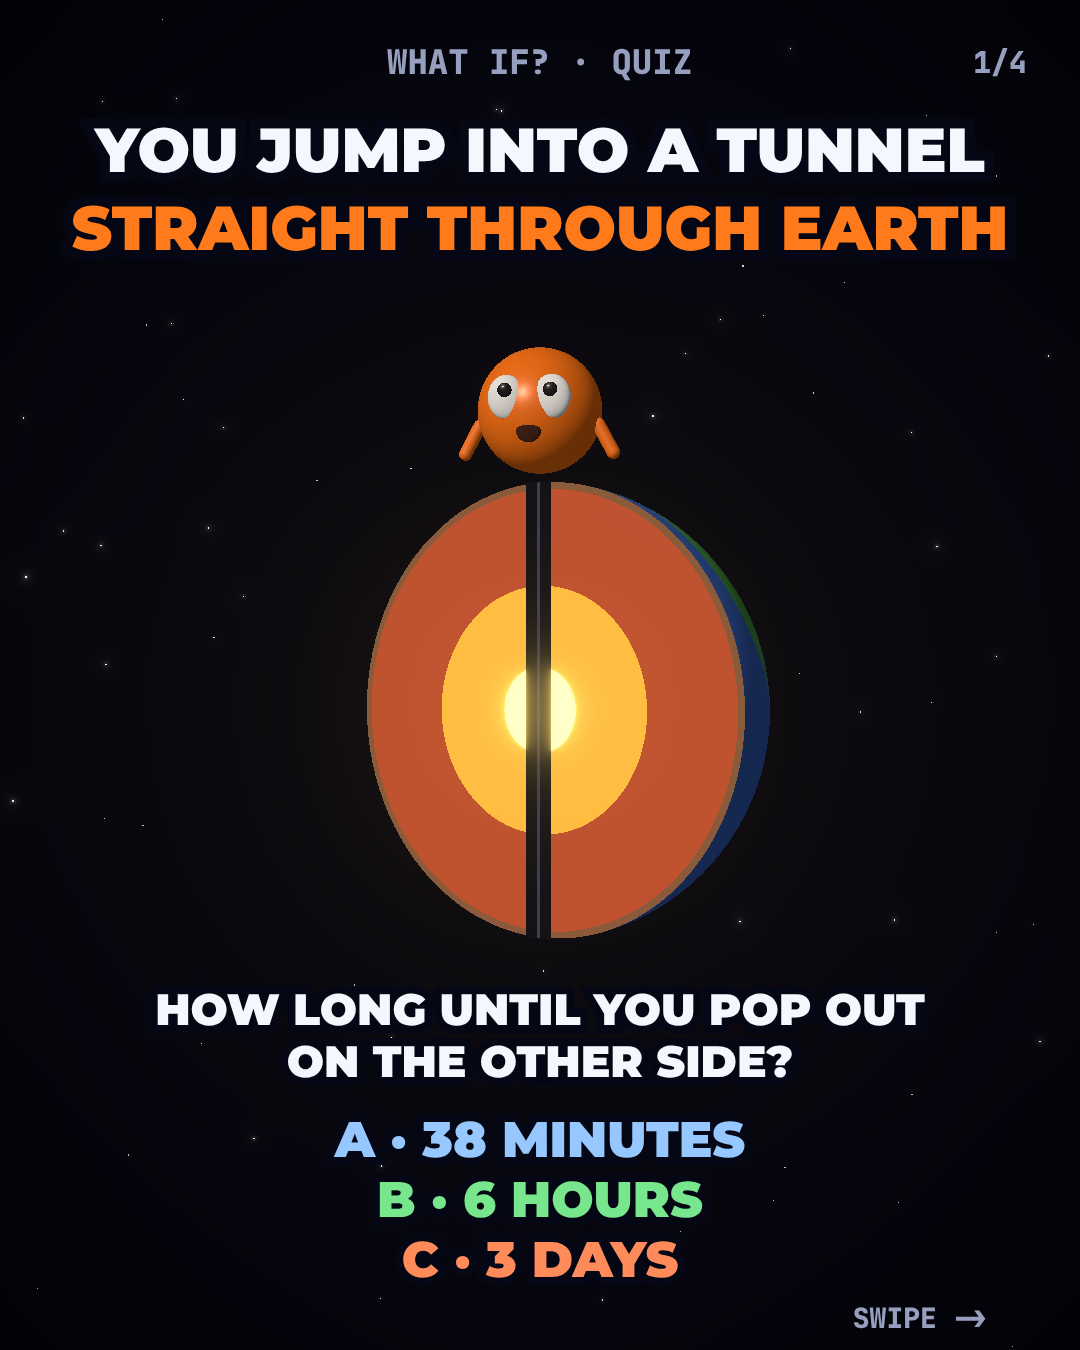 WHAT IF? · QUIZ
1/4
YOU JUMP INTO A TUNNEL
STRAIGHT THROUGH EARTH
HOW LONG UNTIL YOU POP OUT
ON THE OTHER SIDE?
A · 38 MINUTES
B · 6 HOURS
C · 3 DAYS
SWIPE →